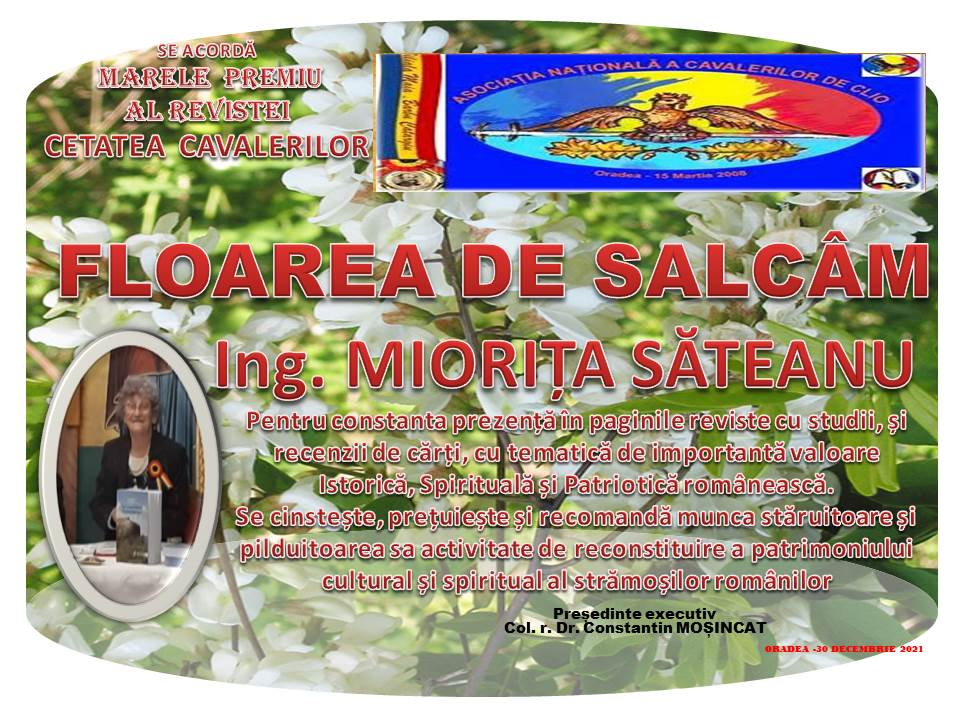 SE ACORDĂ
MARELE PREMIU
AL REVISTEI
CETATEA CAVALERILOR
ASOCIAȚIA NAȚIONALĂ A CAVALERILOR DE CLIO
Oradea - 15 Martie 2008
FLOAREA DE SALCÂM
Ing. MIORIȚA SĂTEANU
Pentru constanta prezență în paginile reviste cu studii, și
recenzii de cărți, cu tematică de importantă valoare
Istorică, Spirituală și Patriotică românească.
Se cinstește, prețuiește și recomandă munca stăruitoare și
pilduitoarea sa activitate de reconstituire a patrimoniului
cultural și spiritual al strămoșilor românilor
Președinte executiv
Col. r. Dr. Constantin MOȘINCAT
ORADEA -30 DECEMBRIE 2021